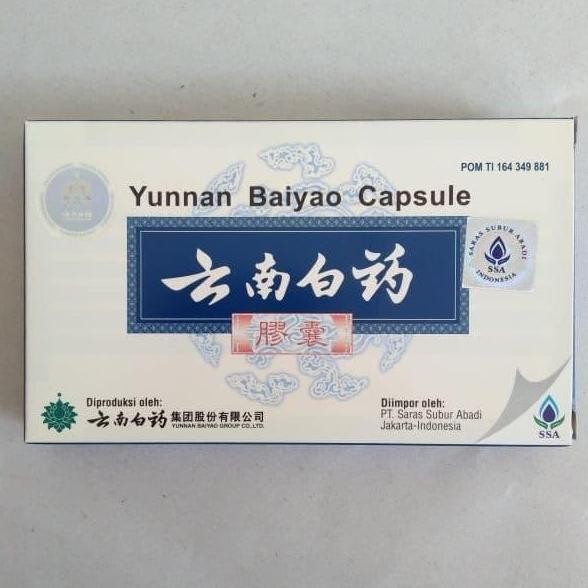 POM TI 164 349 881
Yunnan Baiyao Capsule
SARAS SUBUR ABADI
SSA
INDONESIA
云南白药
膠囊
Diproduksi oleh:
云南白药集团股份有限公司
YUNNAN BAIYAO GROUP CO.,LTD.
Diimpor oleh:
PT. Saras Subur Abadi
Jakarta-Indonesia
SSA